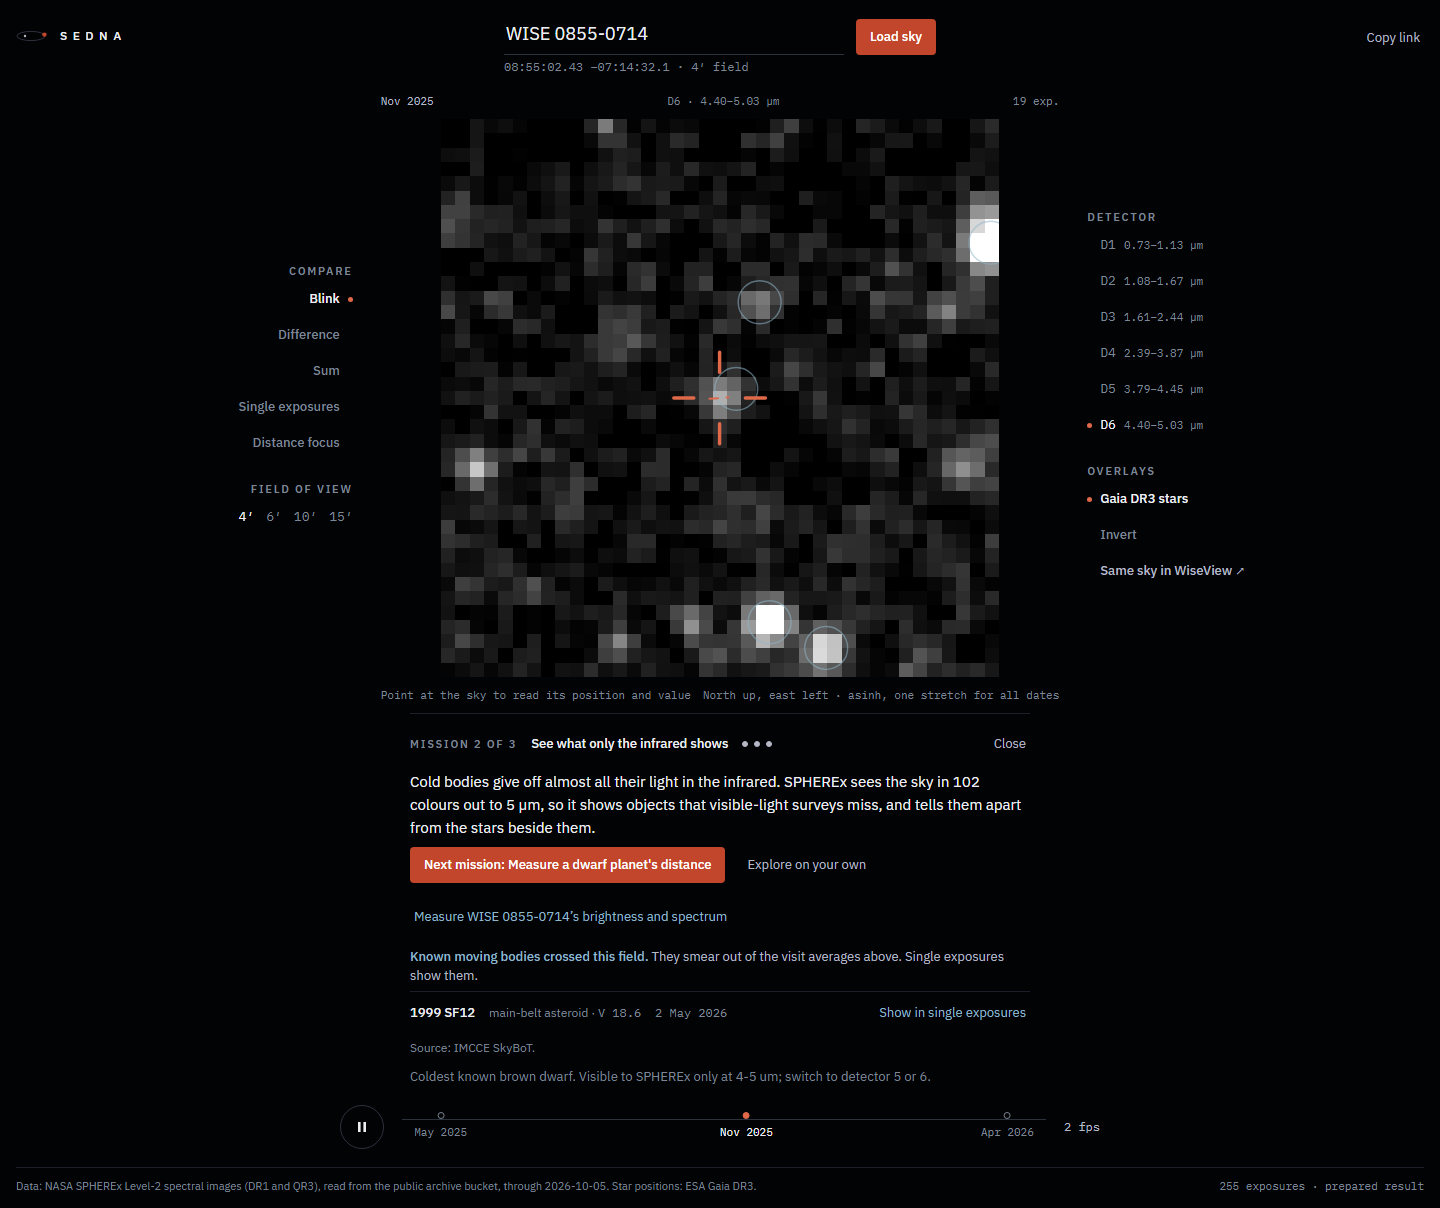 SEDNA
WISE 0855-0714
Load sky
Copy link
08:55:02.43 −07:14:32.1 · 4′ field
Nov 2025
D6 · 4.40–5.03 µm
19 exp.
COMPARE
Blink
Difference
Sum
Single exposures
Distance focus
FIELD OF VIEW
4′ 6′ 10′ 15′
DETECTOR
D1 0.73–1.13 µm
D2 1.08–1.67 µm
D3 1.61–2.44 µm
D4 2.39–3.87 µm
D5 3.79–4.45 µm
D6 4.40–5.03 µm
OVERLAYS
Gaia DR3 stars
Invert
Same sky in WiseView ↗
Point at the sky to read its position and value
North up, east left · asinh, one stretch for all dates
MISSION 2 OF 3 See what only the infrared shows
Close
Cold bodies give off almost all their light in the infrared. SPHEREx sees the sky in 102
colours out to 5 µm, so it shows objects that visible-light surveys miss, and tells them apart
from the stars beside them.
Next mission: Measure a dwarf planet's distance
Explore on your own
Measure WISE 0855-0714’s brightness and spectrum
Known moving bodies crossed this field. They smear out of the visit averages above. Single exposures
show them.
1999 SF12 main-belt asteroid · V 18.6 2 May 2026
Show in single exposures
Source: IMCCE SkyBoT.
Coldest known brown dwarf. Visible to SPHEREx only at 4-5 um; switch to detector 5 or 6.
May 2025
Nov 2025
Apr 2026
2 fps
Data: NASA SPHEREx Level-2 spectral images (DR1 and QR3), read from the public archive bucket, through 2026-10-05. Star positions: ESA Gaia DR3.
255 exposures · prepared result